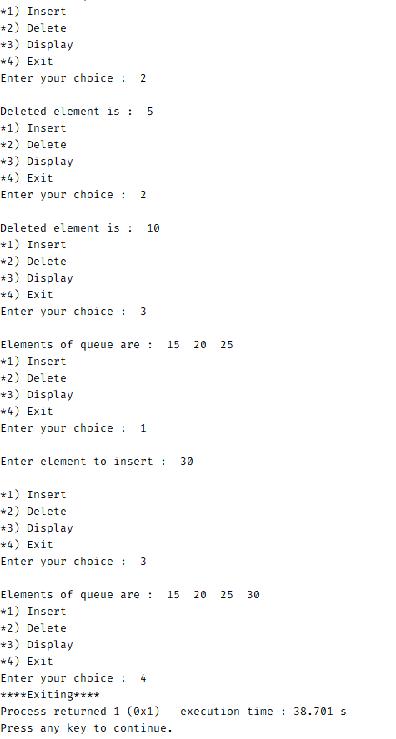 *1) Insert
*2) Delete
*3) Display
*4) Exit
Enter your choice :  2
Deleted element is :  5
*1) Insert
*2) Delete
*3) Display
*4) Exit
Enter your choice :  2
Deleted element is :  10
*1) Insert
*2) Delete
*3) Display
*4) Exit
Enter your choice :  3
Elements of queue are :  15  20  25
*1) Insert
*2) Delete
*3) Display
*4) Exit
Enter your choice :  1
Enter element to insert :  30
*1) Insert
*2) Delete
*3) Display
*4) Exit
Enter your choice :  3
Elements of queue are :  15  20  25  30
*1) Insert
*2) Delete
*3) Display
*4) Exit
Enter your choice :  4
****Exiting****
Process returned 1 (0x1)   execution time : 38.701 s
Press any key to continue.